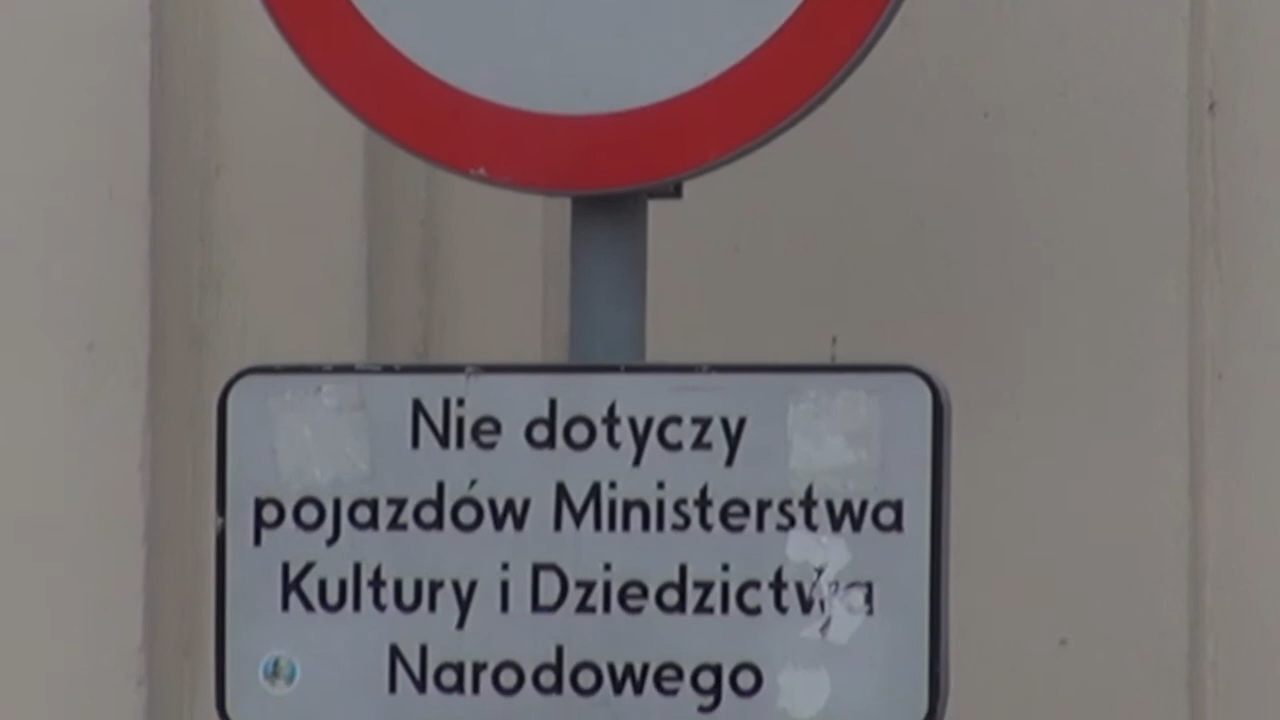 Nie dotyczy
pojazdów Ministerstwa
Kultury i Dziedzictwa
Narodowego